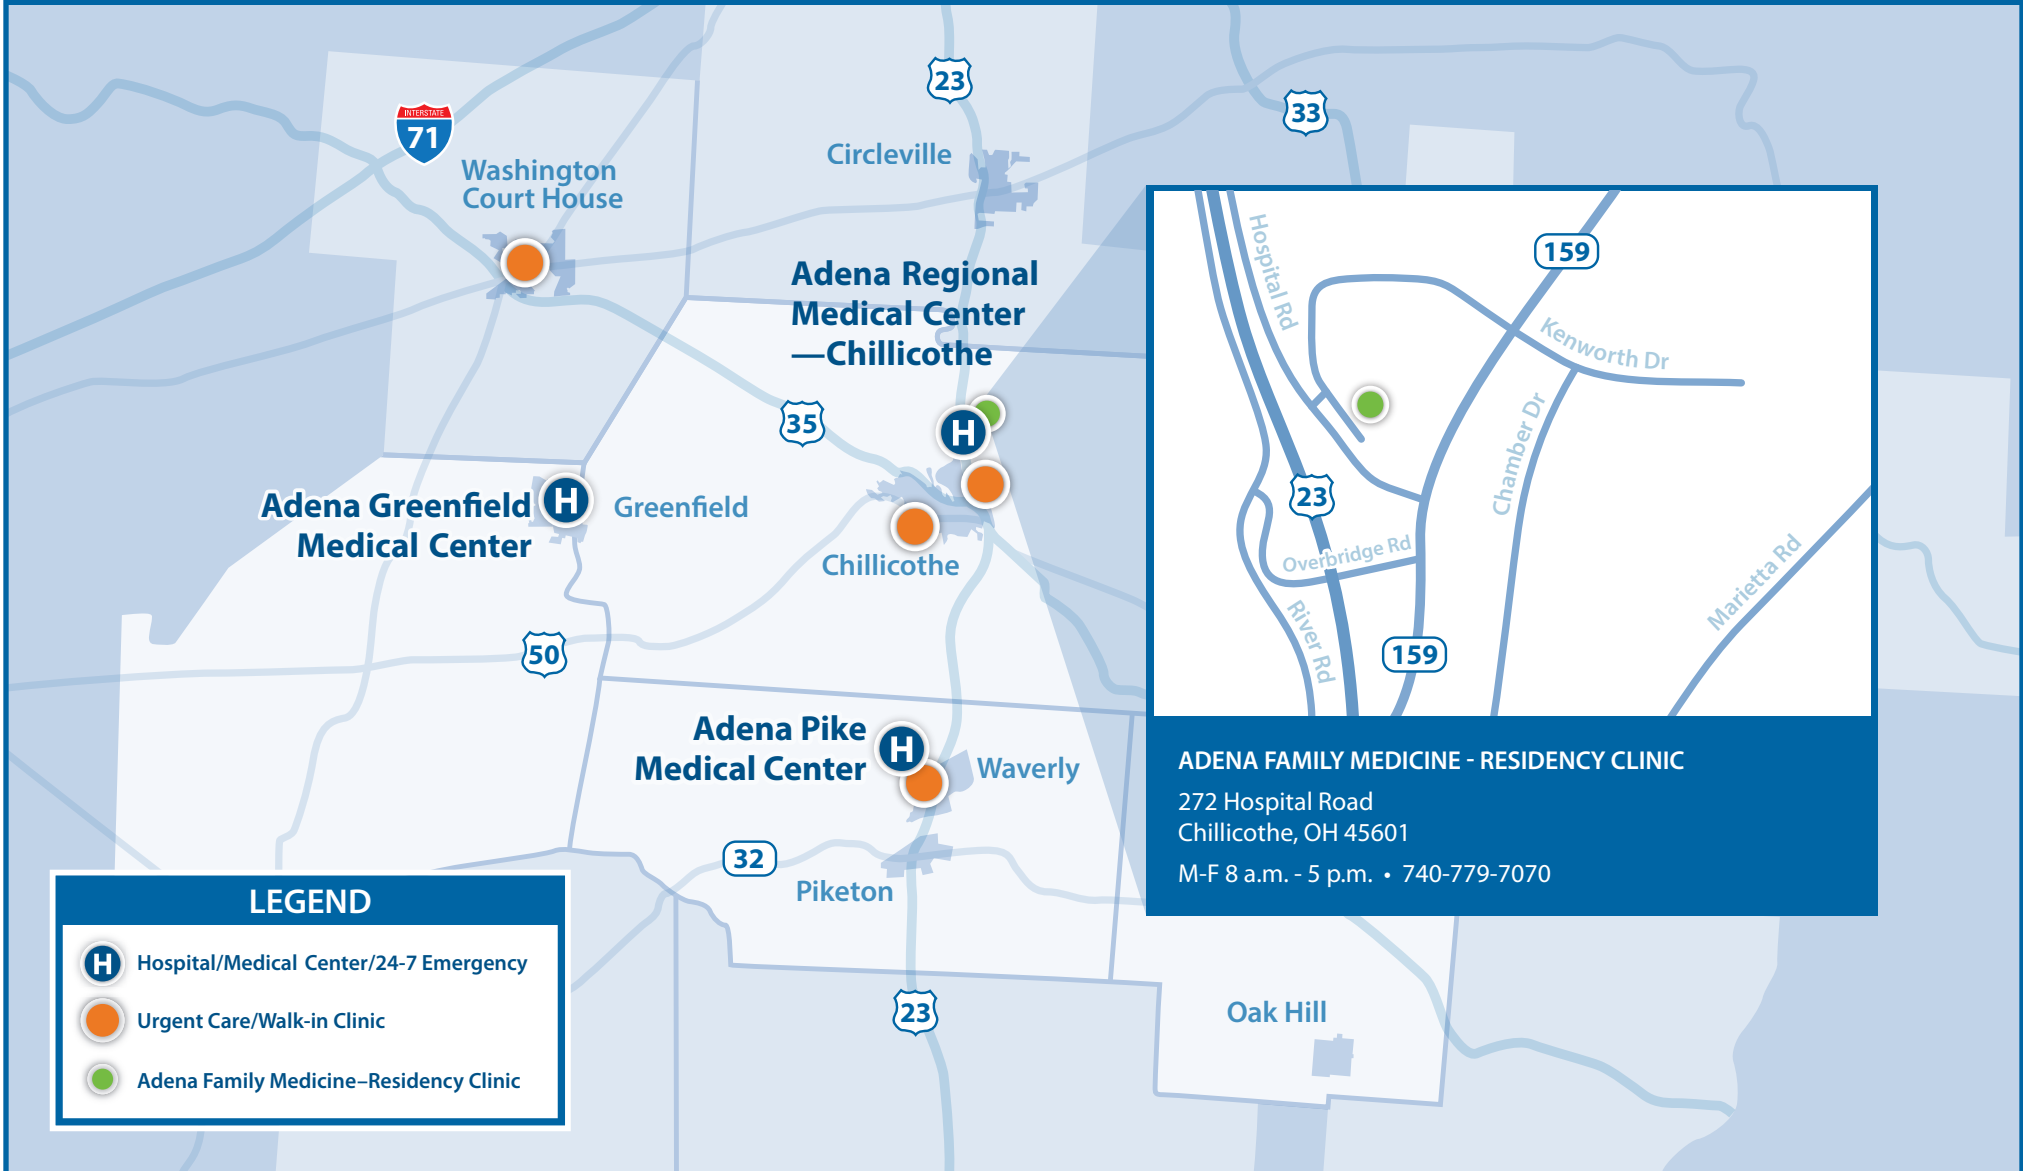 23
33
INTERSTATE
71
Circleville
Washington
Court House
Adena Regional
Medical Center
—Chillicothe
35
H
Adena Greenfield
Medical Center
H
Greenfield
Chillicothe
50
Adena Pike
Medical Center
H
Waverly
32
Piketon
23
Oak Hill
Hospital Rd
159
Kenworth Dr
Chamber Dr
23
Overbridge Rd
River Rd
159
Marietta Rd
ADENA FAMILY MEDICINE - RESIDENCY CLINIC
272 Hospital Road
Chillicothe, OH 45601
M-F 8 a.m. - 5 p.m. • 740-779-7070
LEGEND
H Hospital/Medical Center/24-7 Emergency
Urgent Care/Walk-in Clinic
Adena Family Medicine–Residency Clinic